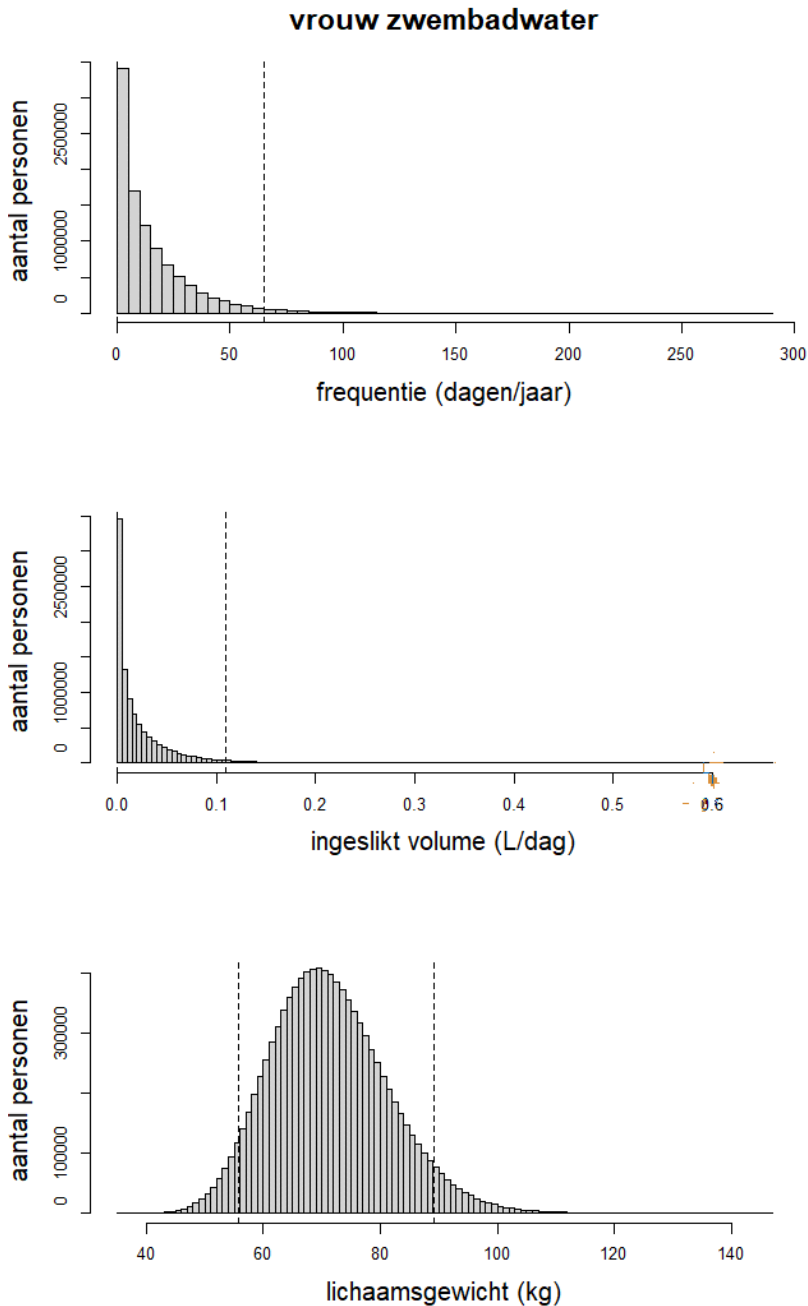 vrouw zwembadwater
aantal personen
0 1000000 2500000
0 50 100 150 200 250 300
frequentie (dagen/jaar)
aantal personen
0 1000000 2500000
0.0 0.1 0.2 0.3 0.4 0.5 0.6
ingeslikt volume (L/dag)
aantal personen
0 100000 300000
40 60 80 100 120 140
lichaamsgewicht (kg)